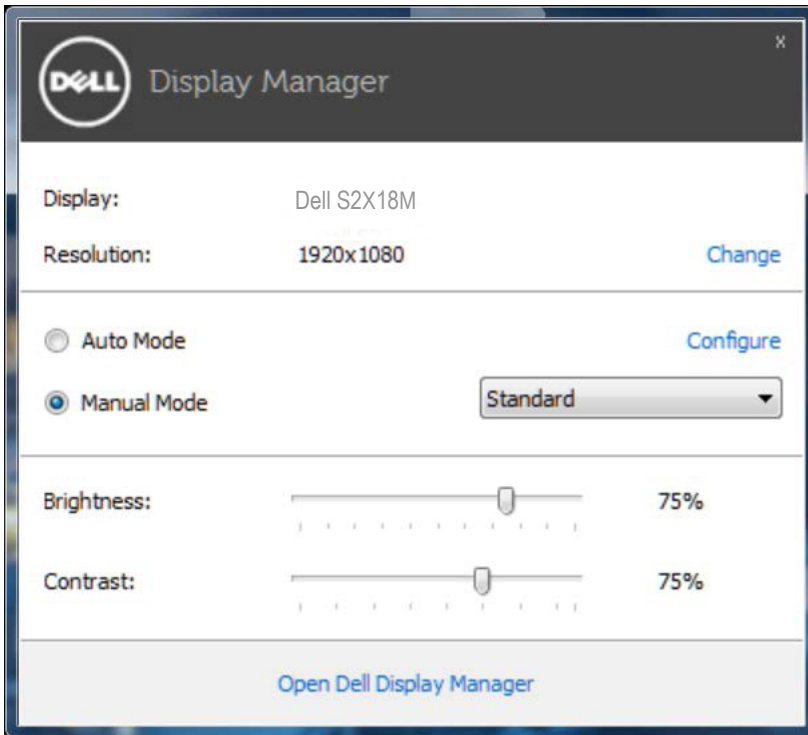 x
DELL Display Manager
Display: Dell S2X18M
Resolution: 1920x1080 Change
Auto Mode Configure
Manual Mode Standard
Brightness: 75%
Contrast: 75%
Open Dell Display Manager